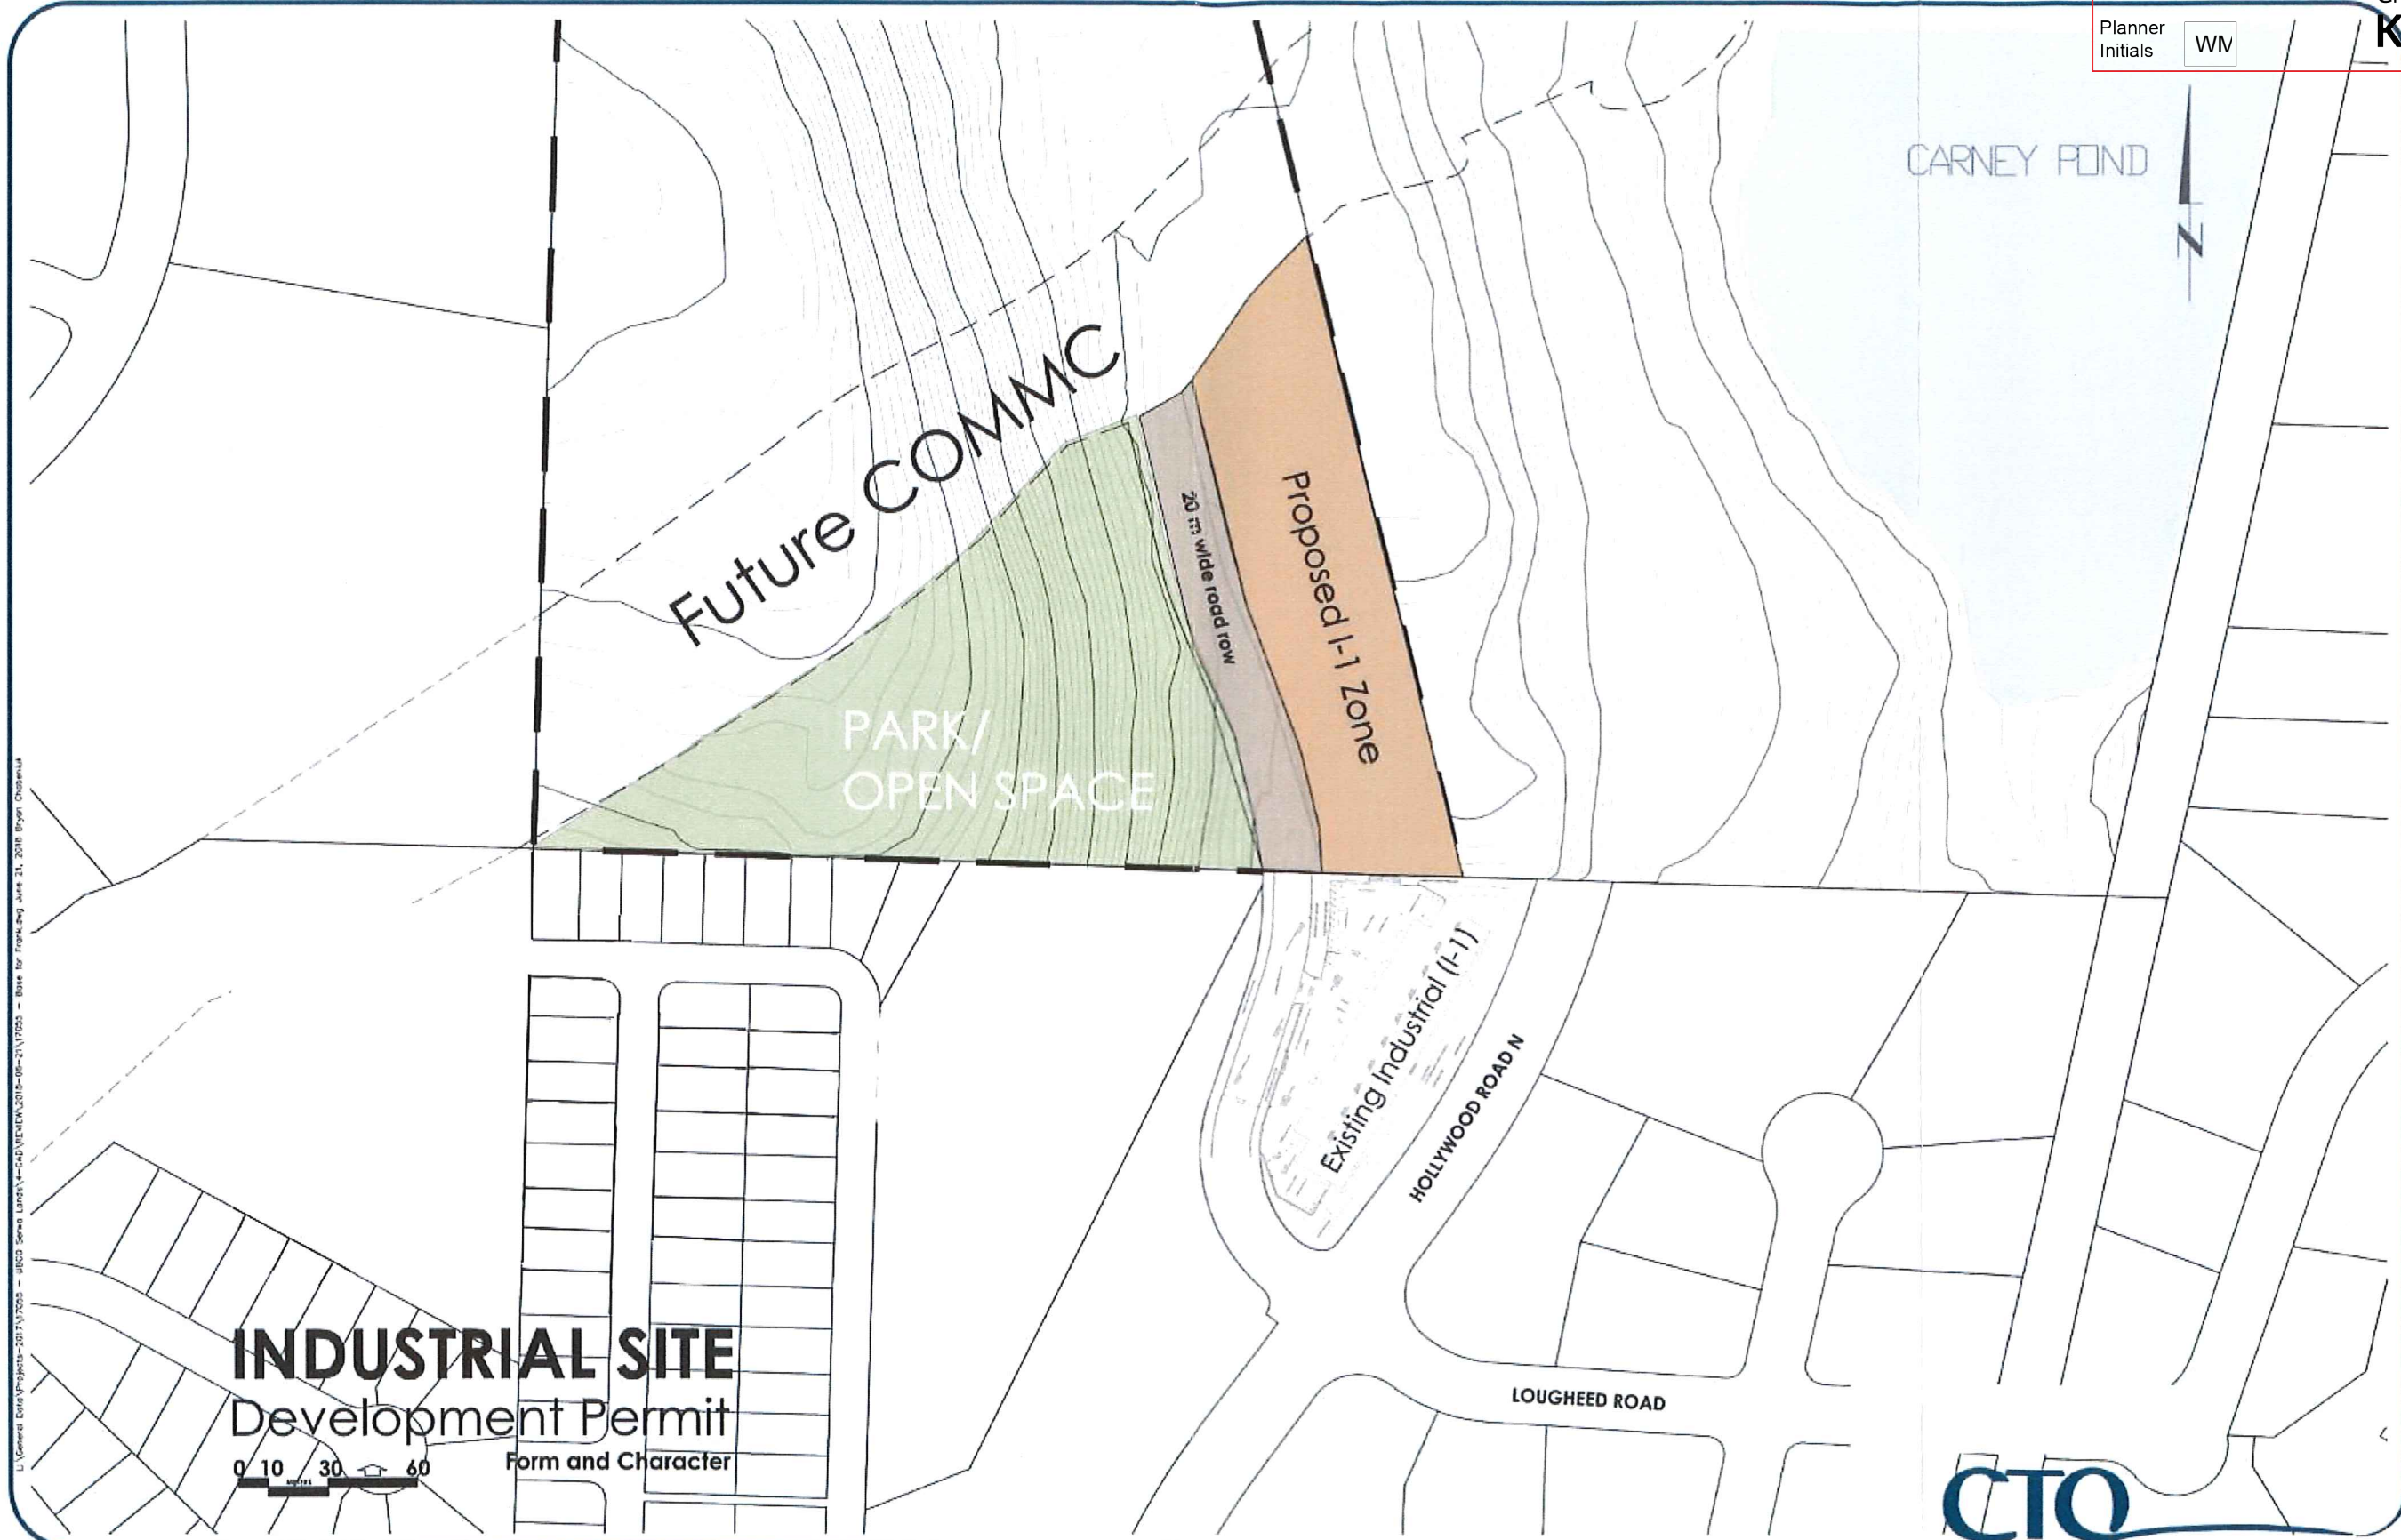 Planner
Initials
WM
K
CARNEY POND
N
Future COMMC
20 m wide road row
Proposed I-1 Zone
PARK/
OPEN SPACE
Existing Industrial (I-1)
HOLLYWOOD ROAD N
LOUGHEED ROAD
INDUSTRIAL SITE
Development Permit
Form and Character
0 10 30 60
CTQ